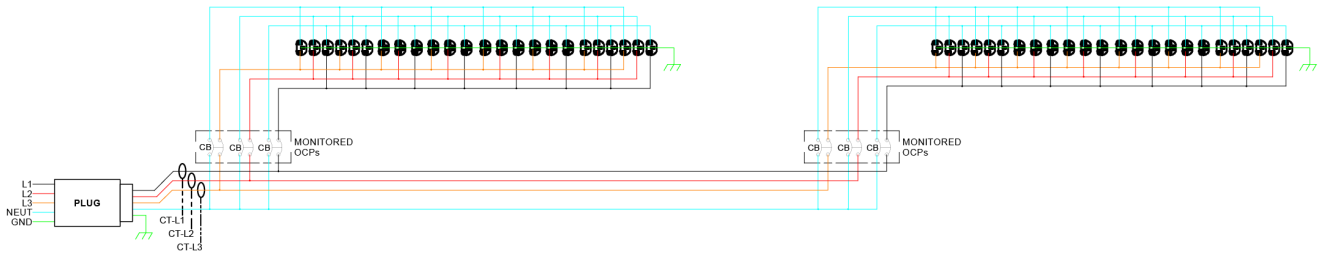 CB CB CB MONITORED
OCPs
CB CB CB MONITORED
OCPs
L1
L2
L3
NEUT
GND
PLUG
CT-L1
CT-L2
CT-L3